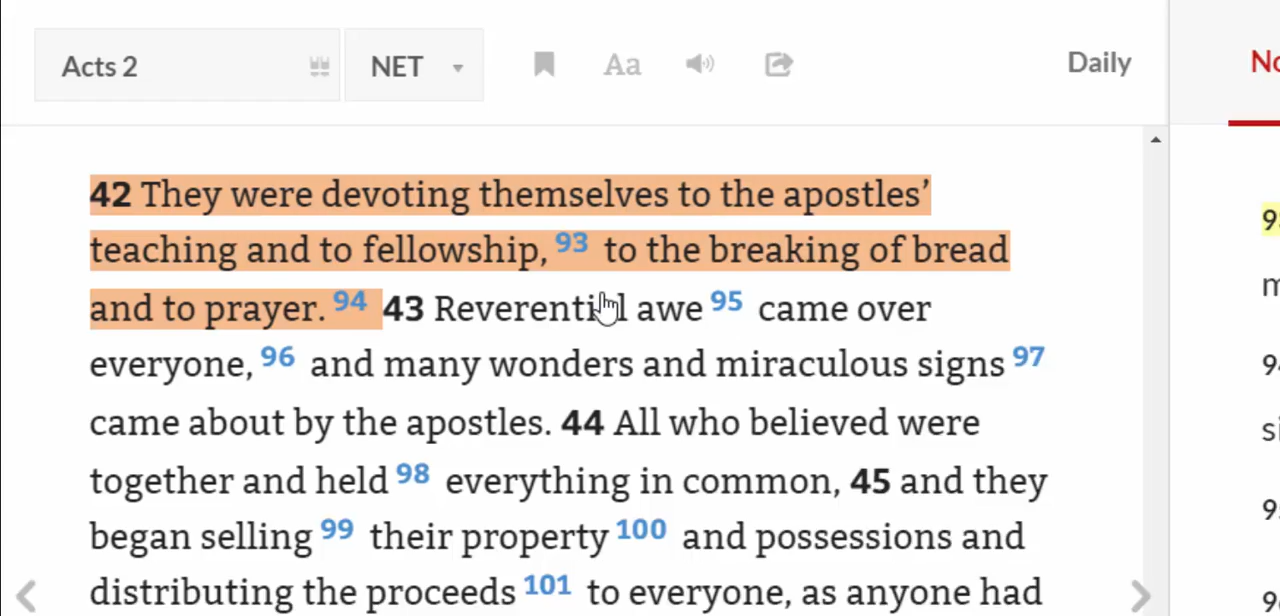 Acts 2
NET
Aa
Daily
42 They were devoting themselves to the apostles’
teaching and to fellowship, 93 to the breaking of bread
and to prayer. 94 43 Reverential awe 95 came over
everyone, 96 and many wonders and miraculous signs 97
came about by the apostles. 44 All who believed were
together and held 98 everything in common, 45 and they
began selling 99 their property 100 and possessions and
distributing the proceeds 101 to everyone, as anyone had